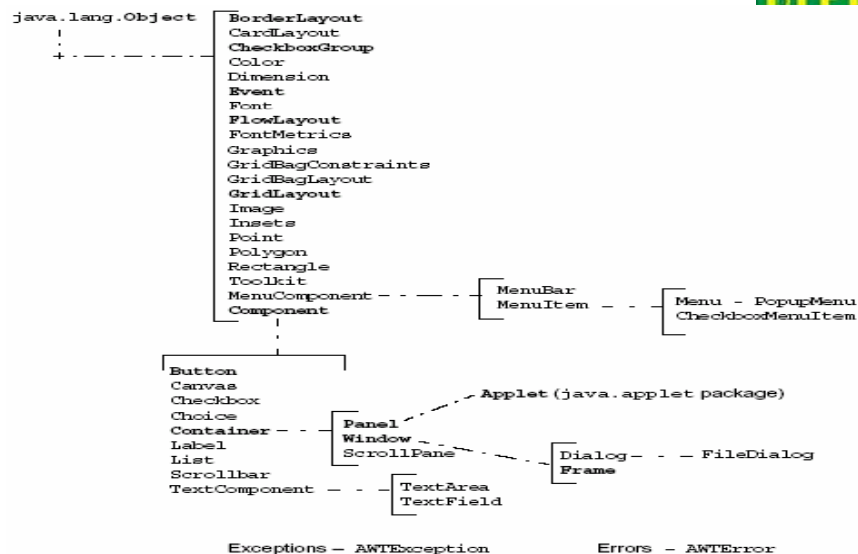 java.lang.Object
BorderLayout
CardLayout
CheckboxGroup
Color
Dimension
Event
Font
FlowLayout
FontMetrics
Graphics
GridBagConstraints
GridBagLayout
GridLayout
Image
Insets
Point
Polygon
Rectangle
Toolkit
MenuComponent
Component
MenuBar
MenuItem
Menu - PopupMenu
CheckboxMenuItem
Button
Canvas
Checkbox
Choice
Container
Label
List
Scrollbar
TextComponent
Panel
Window
ScrollPane
Applet (java.applet package)
Dialog
Frame
FileDialog
TextArea
TextField
Exceptions – AWTException
Errors – AWTError